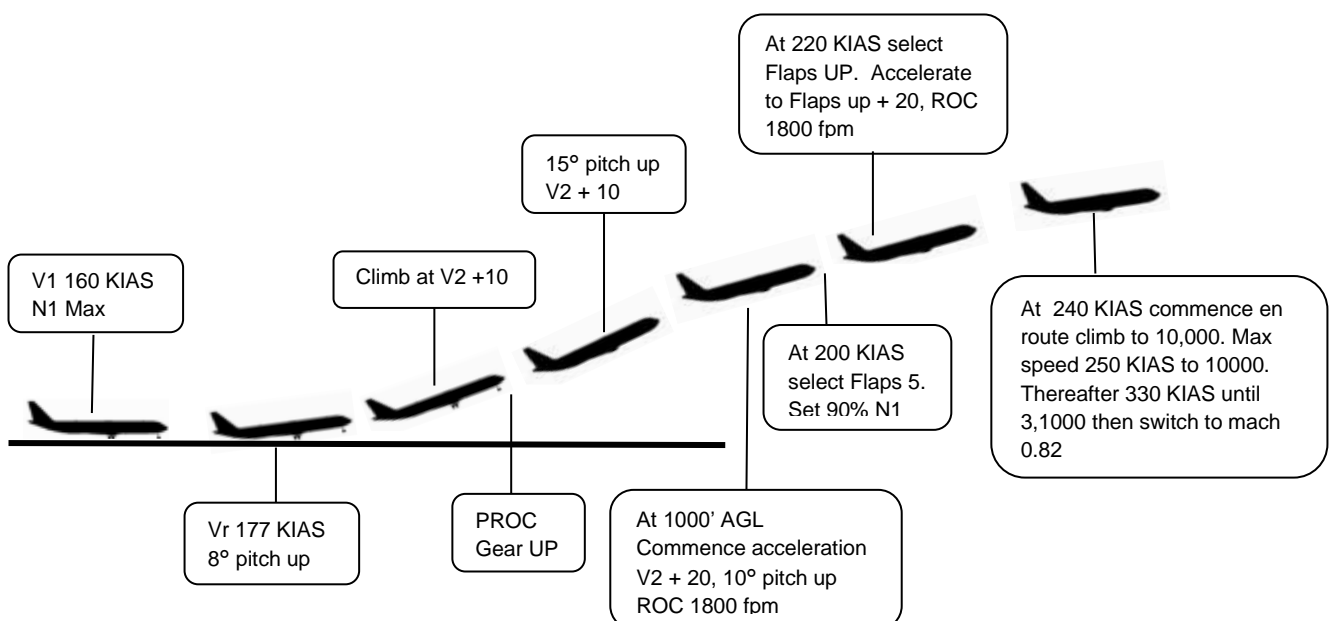 V1 160 KIAS
N1 Max
Vr 177 KIAS
8° pitch up
Climb at V2 +10
PROC
Gear UP
15° pitch up
V2 + 10
At 1000’ AGL
Commence acceleration
V2 + 20, 10° pitch up
ROC 1800 fpm
At 200 KIAS
select Flaps 5.
Set 90% N1
At 220 KIAS select
Flaps UP.  Accelerate
to Flaps up + 20, ROC
1800 fpm
At  240 KIAS commence en
route climb to 10,000. Max
speed 250 KIAS to 10000.
Thereafter 330 KIAS until
3,1000 then switch to mach
0.82